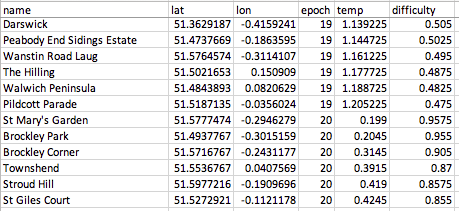 name lat lon epoch temp difficulty
Darswick 51.3629187 -0.4159241 19 1.139225 0.505
Peabody End Sidings Estate 51.4737669 -0.1863595 19 1.144725 0.5025
Wanstin Road Laug 51.5764574 -0.3114107 19 1.161225 0.495
The Hilling 51.5021653 0.150909 19 1.177725 0.4875
Walwich Peninsula 51.4843893 0.0820629 19 1.188725 0.4825
Pildcott Parade 51.5187135 -0.0356024 19 1.205225 0.475
St Mary's Garden 51.5777474 -0.2946279 20 0.199 0.9575
Brockley Park 51.4937767 -0.3015159 20 0.2045 0.955
Brockley Corner 51.5716767 -0.2431177 20 0.3145 0.905
Townshend 51.5536767 0.0407569 20 0.3915 0.87
Stroud Hill 51.5977216 -0.1909696 20 0.419 0.8575
St Giles Court 51.5272921 -0.1121178 20 0.4245 0.855